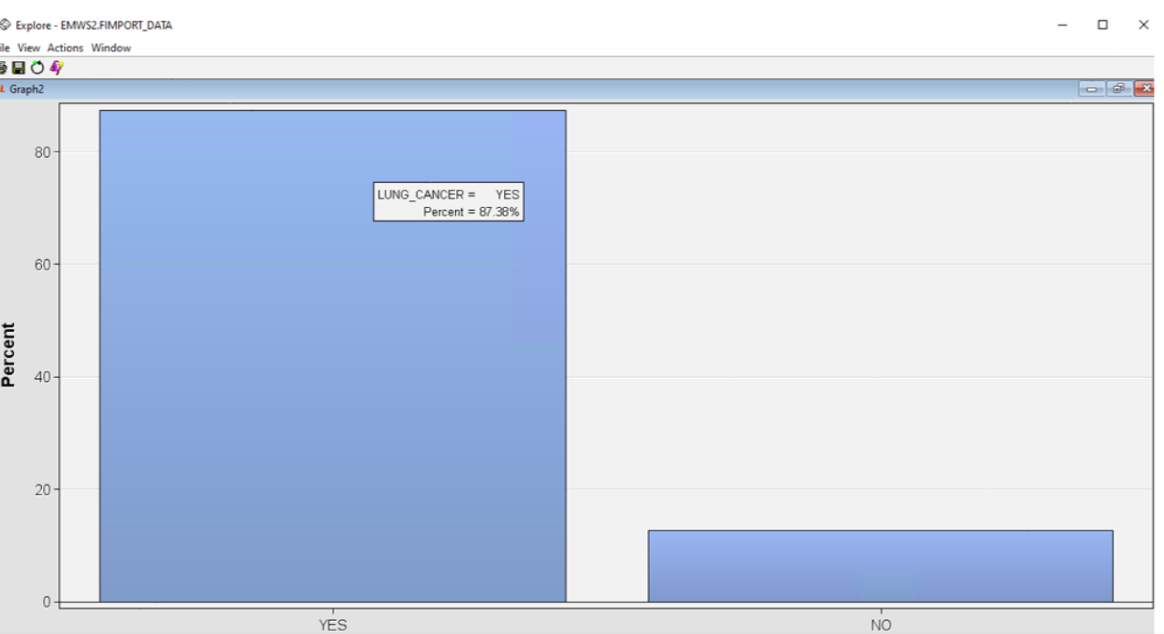 Explore - EMWS2.FIMPORT_DATA
ile View Actions Window
Graph2
80
LUNG_CANCER = YES
Percent = 87.38%
60
Percent
40
20
0
YES NO